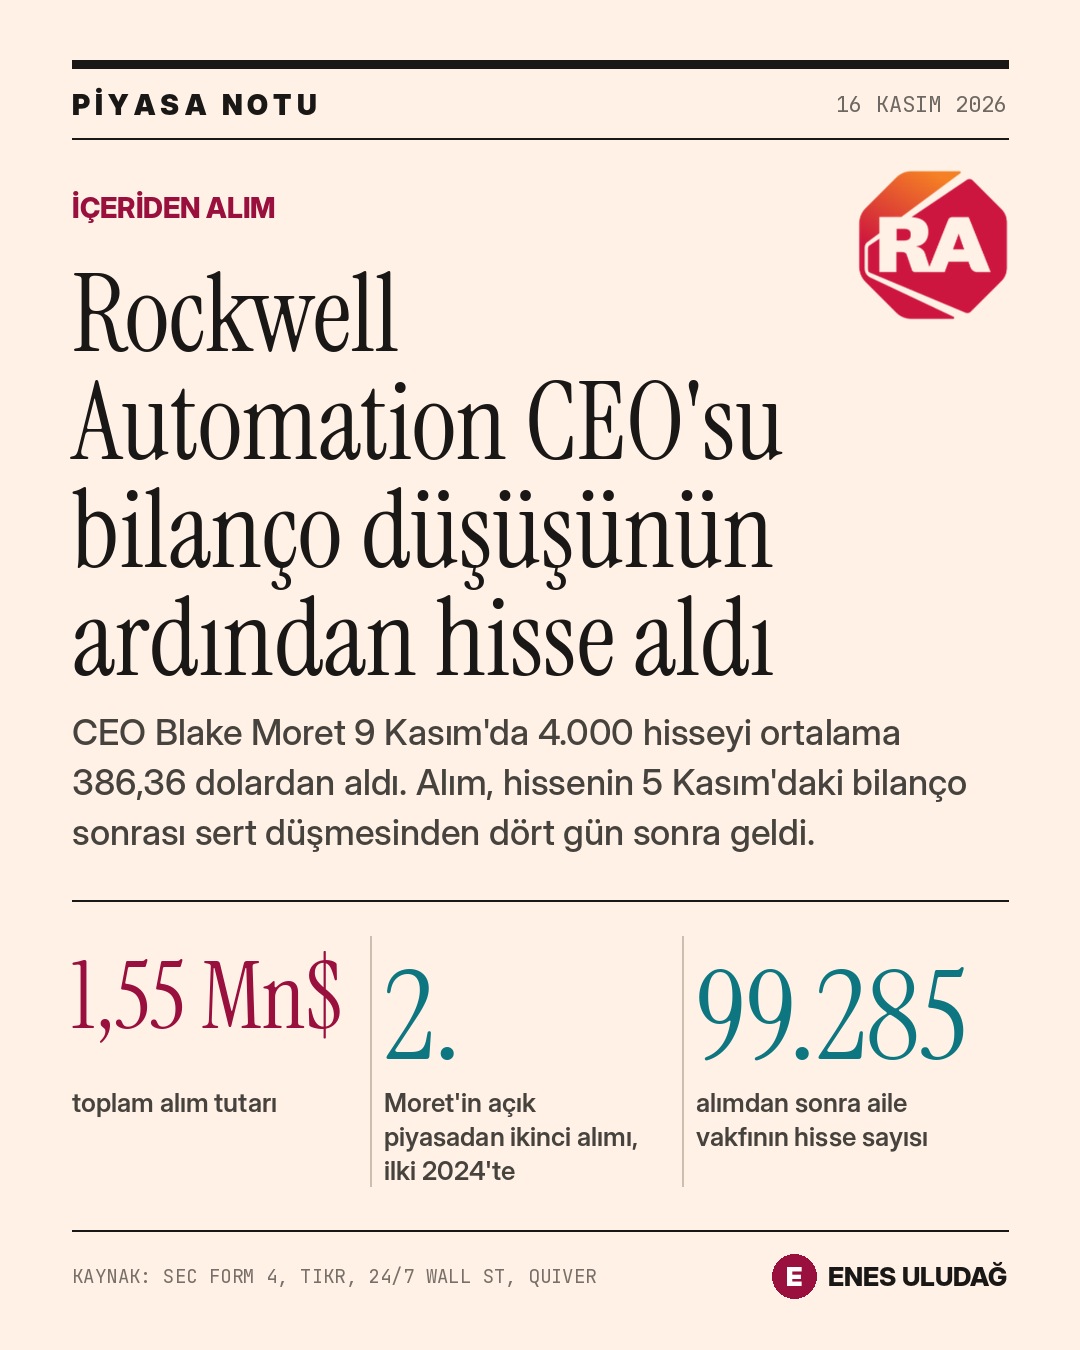 PİYASA NOTU
16 KASIM 2026
İÇERİDEN ALIM
RA
Rockwell
Automation CEO'su
bilanço düşüşünün
ardından hisse aldı
CEO Blake Moret 9 Kasım'da 4.000 hisseyi ortalama
386,36 dolardan aldı. Alım, hissenin 5 Kasım'daki bilanço
sonrası sert düşmesinden dört gün sonra geldi.
1,55 Mn$
toplam alım tutarı
2.
Moret'in açık
piyasadan ikinci alımı,
ilki 2024'te
99.285
alımdan sonra aile
vakfının hisse sayısı
KAYNAK: SEC FORM 4, TIKR, 24/7 WALL ST, QUIVER
E ENES ULUDAĞ